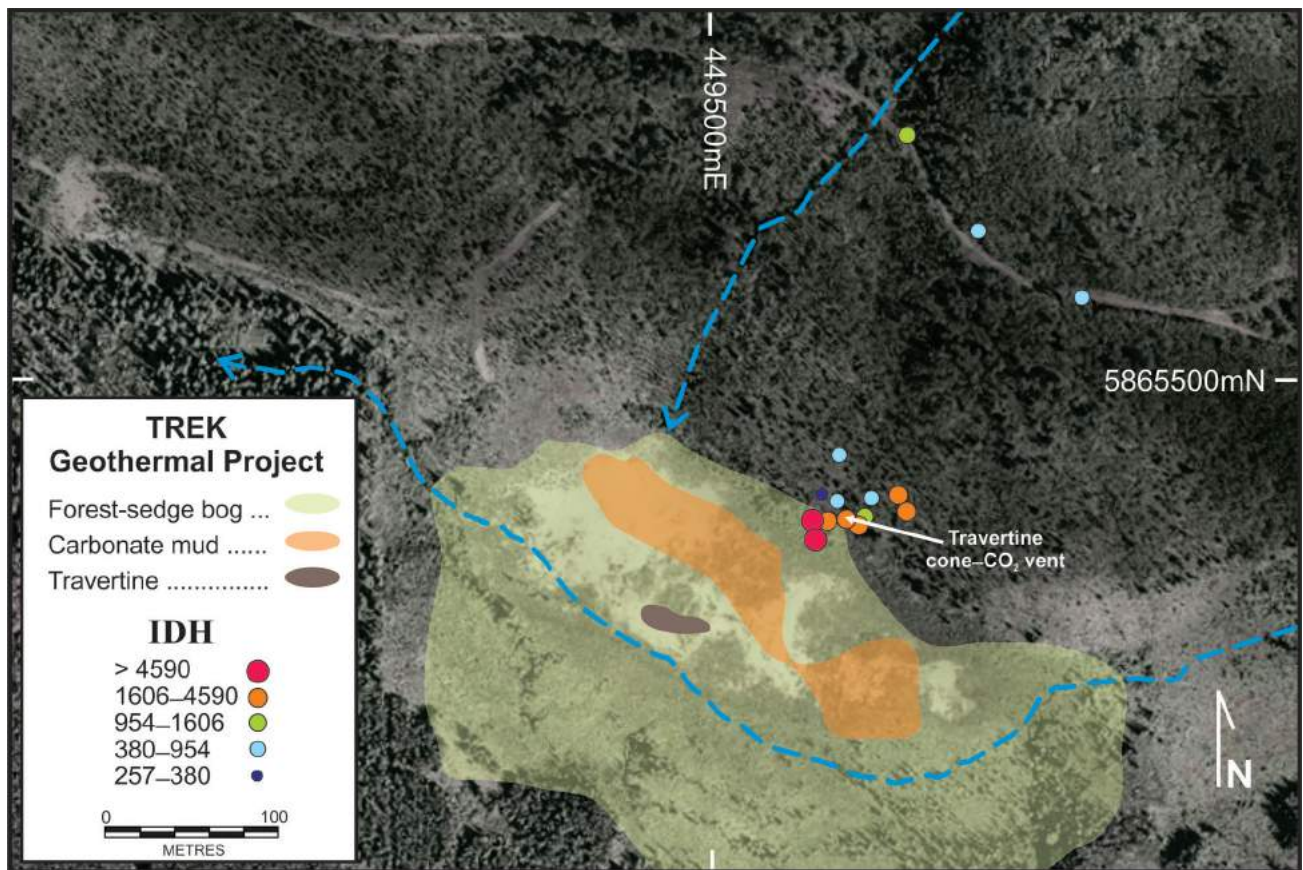 449500mE
5865500mN
TREK
Geothermal Project
Forest-sedge bog ...
Carbonate mud ......
Travertine ...............
IDH
> 4590
1606–4590
954–1606
380–954
257–380
0 100
METRES
Travertine
cone–CO₂ vent
N